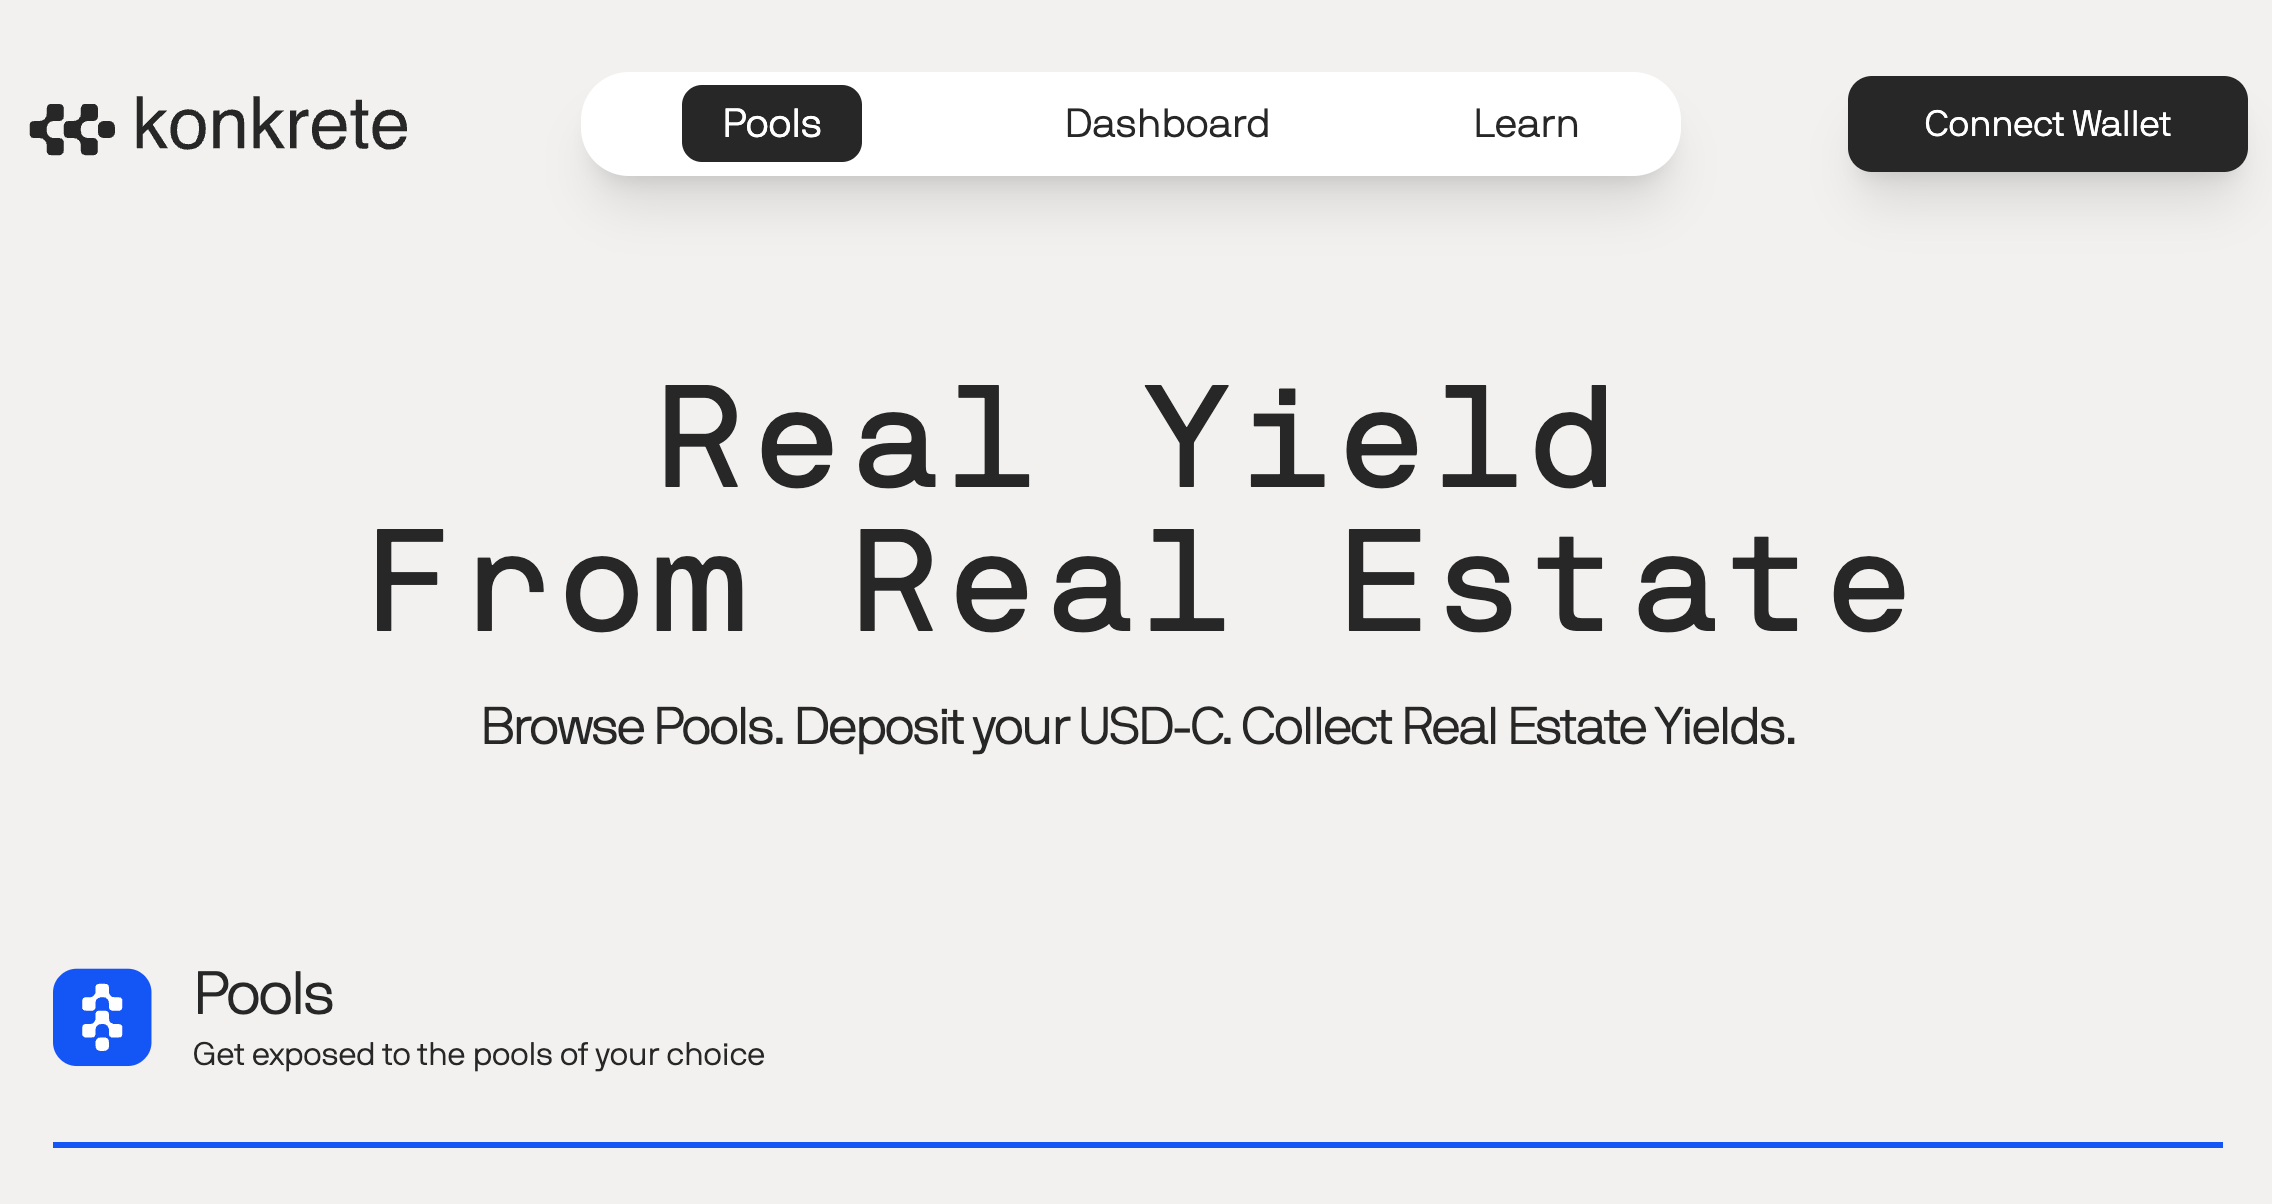 konkrete
Pools
Dashboard
Learn
Connect Wallet
Real Yield
From Real Estate
Browse Pools. Deposit your USD-C. Collect Real Estate Yields.
Pools
Get exposed to the pools of your choice